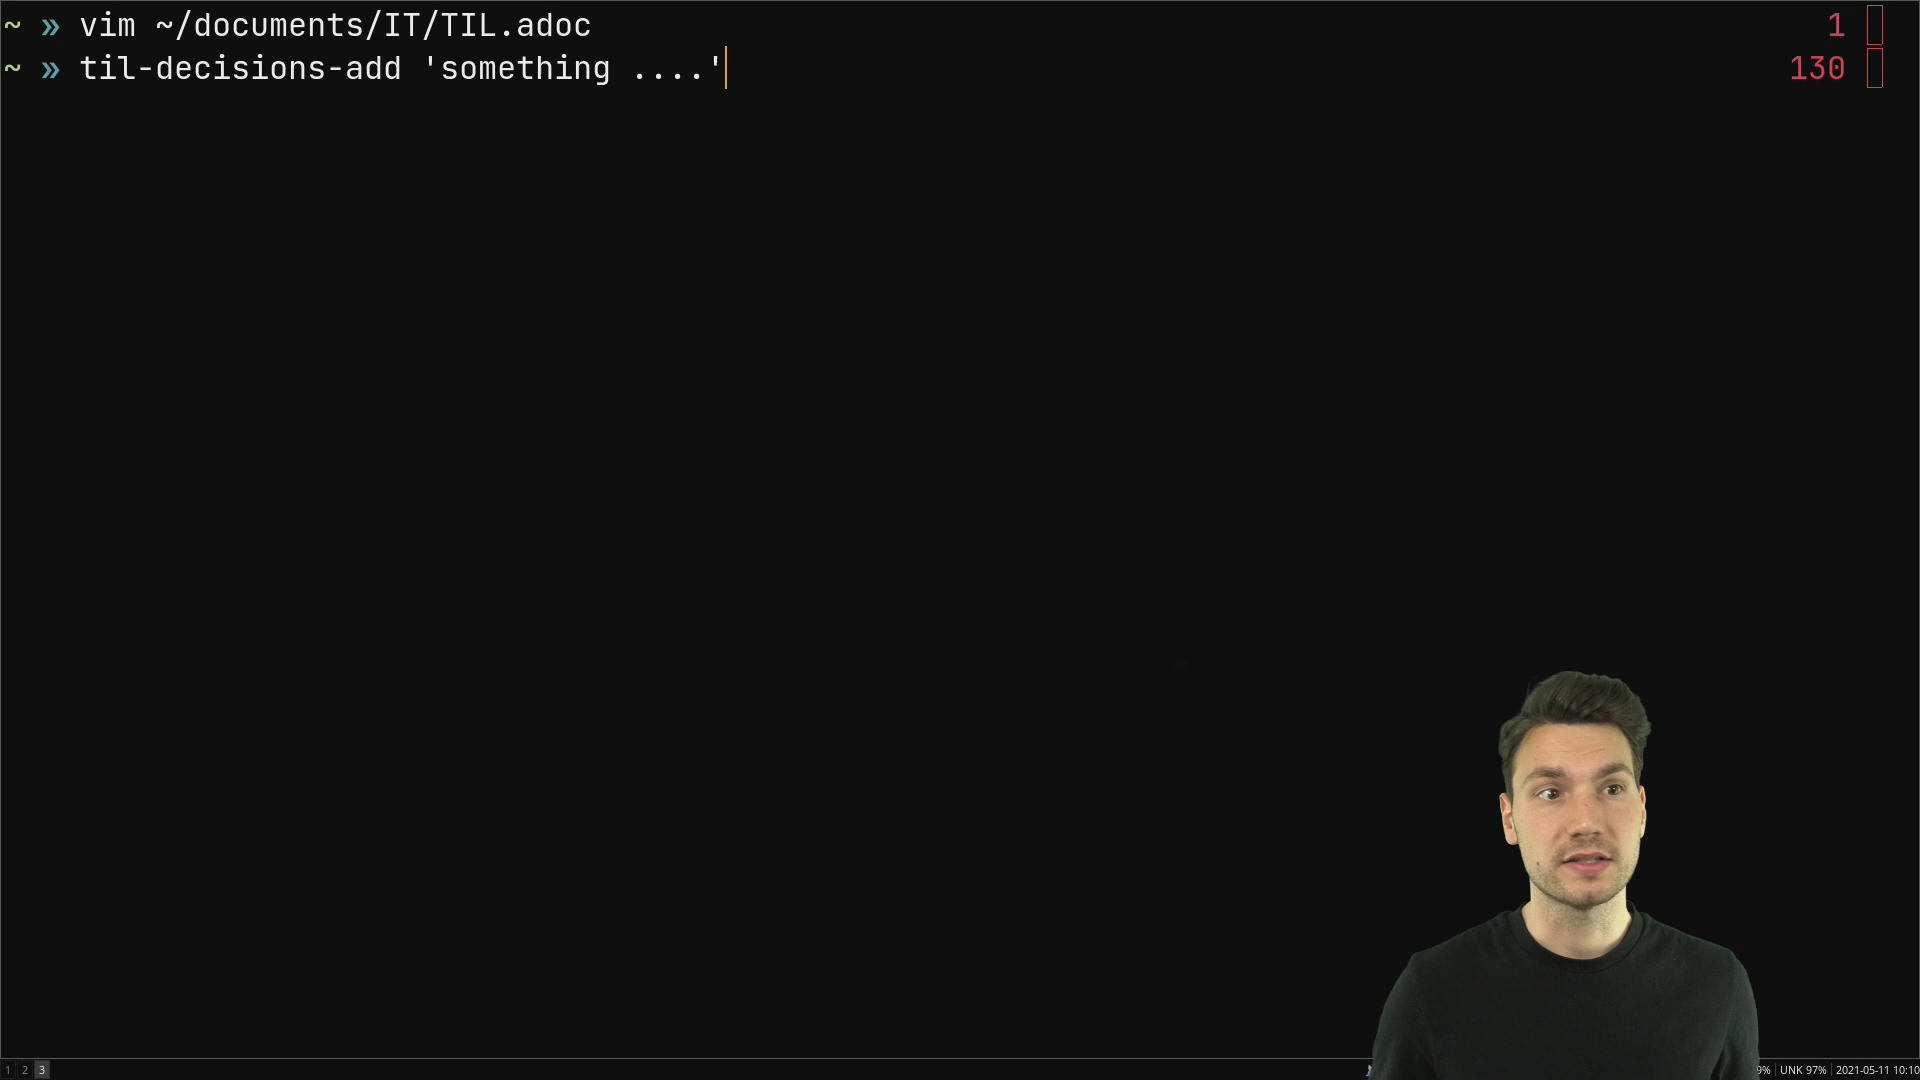 ~ » vim ~/documents/IT/TIL.adoc 1
~ » til-decisions-add 'something ....' 130
1 2 3 9% UNK 97% 2021-05-11 10:10